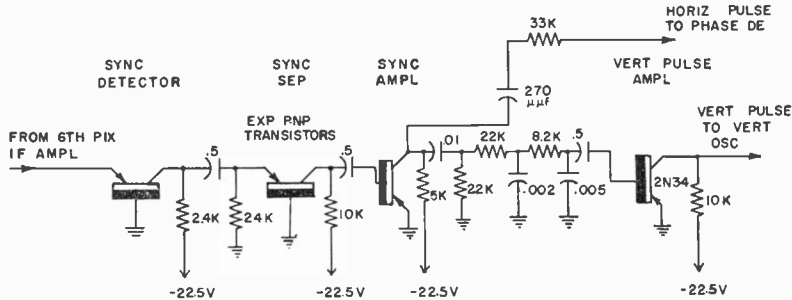 HORIZ PULSE
TO PHASE DE
33K
SYNC
DETECTOR
SYNC
SEP
SYNC
AMPL
VERT PULSE
AMPL
270
µµf
FROM 6TH PIX
IF AMPL
EXP PNP
TRANSISTORS
VERT PULSE
TO VERT
OSC
.5
.5
.01
22K
8.2K
.5
2.4K
24K
10K
5K
22K
.002
.005
2N34
10K
-22.5V
-22.5V
-22.5V
-22.5V